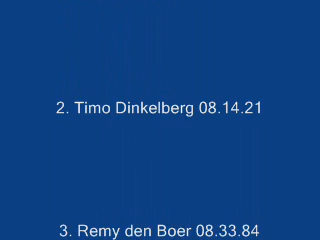 2. Timo Dinkelberg 08.14.21
3. Remy den Boer 08.33.84